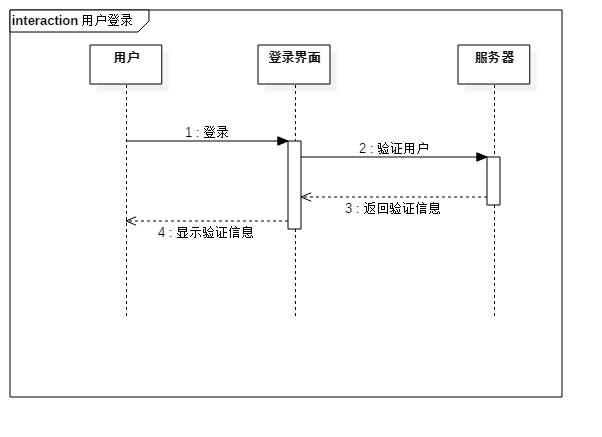 interaction 用户登录
用户
登录界面
服务器
1 : 登录
2 : 验证用户
3 : 返回验证信息
4 : 显示验证信息